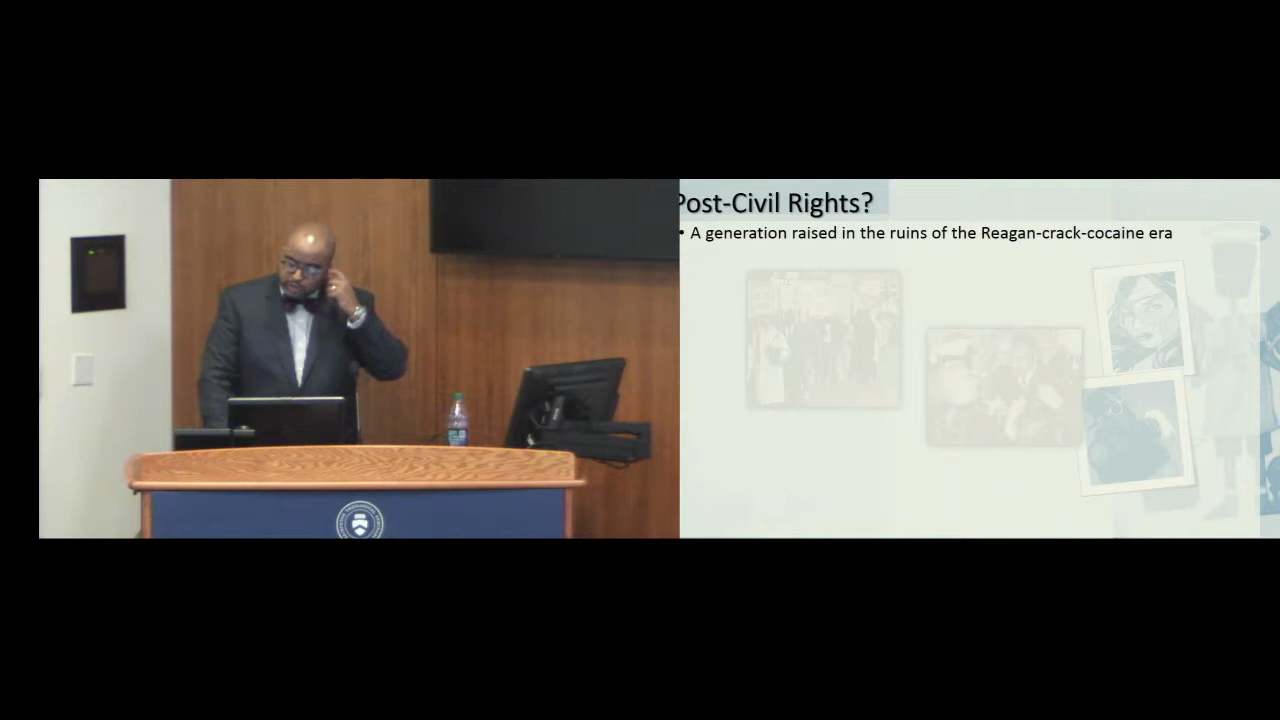 Post-Civil Rights?
• A generation raised in the ruins of the Reagan-crack-cocaine era